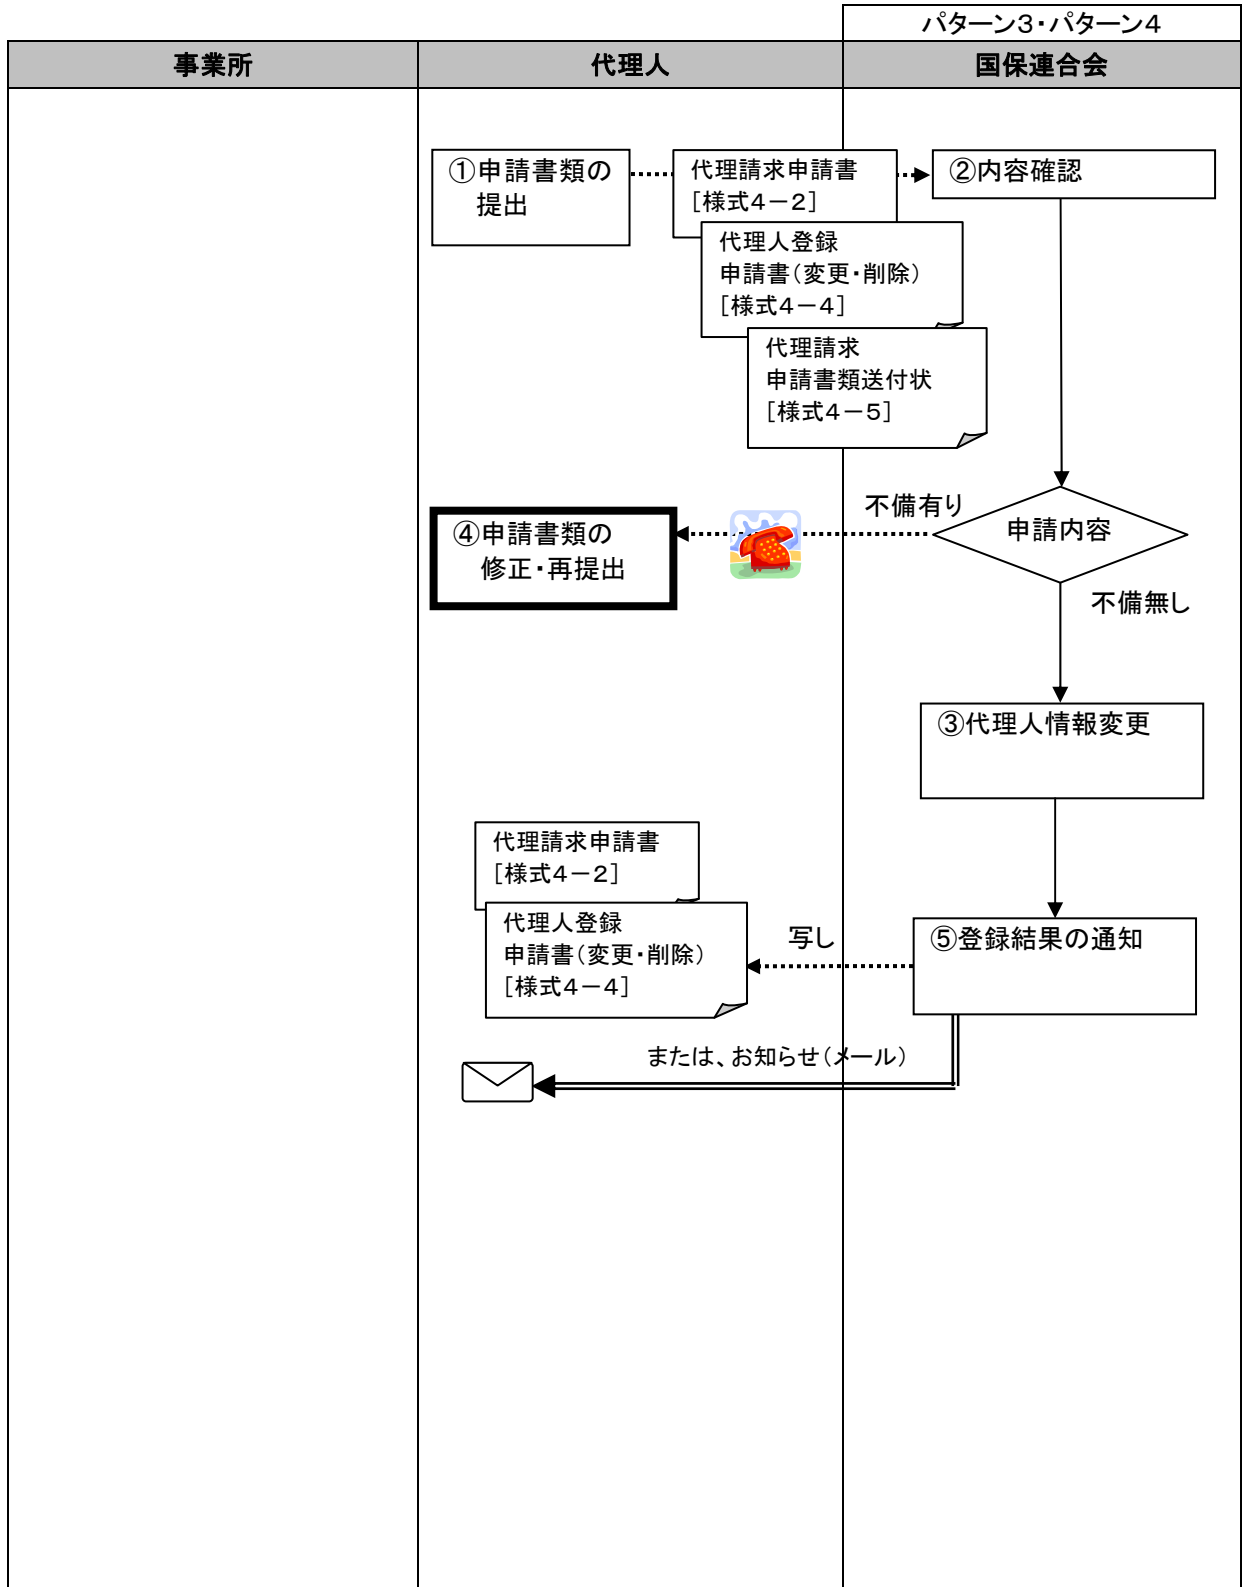 パターン3・パターン4
事業所
代理人
国保連合会
①申請書類の
提出
代理請求申請書
[様式4－2]
②内容確認
代理人登録
申請書(変更・削除)
[様式4－4]
代理請求
申請書類送付状
[様式4－5]
不備有り
申請内容
④申請書類の
修正・再提出
不備無し
③代理人情報変更
代理請求申請書
[様式4－2]
代理人登録
申請書(変更・削除)
[様式4－4]
写し
⑤登録結果の通知
または、お知らせ(メール)